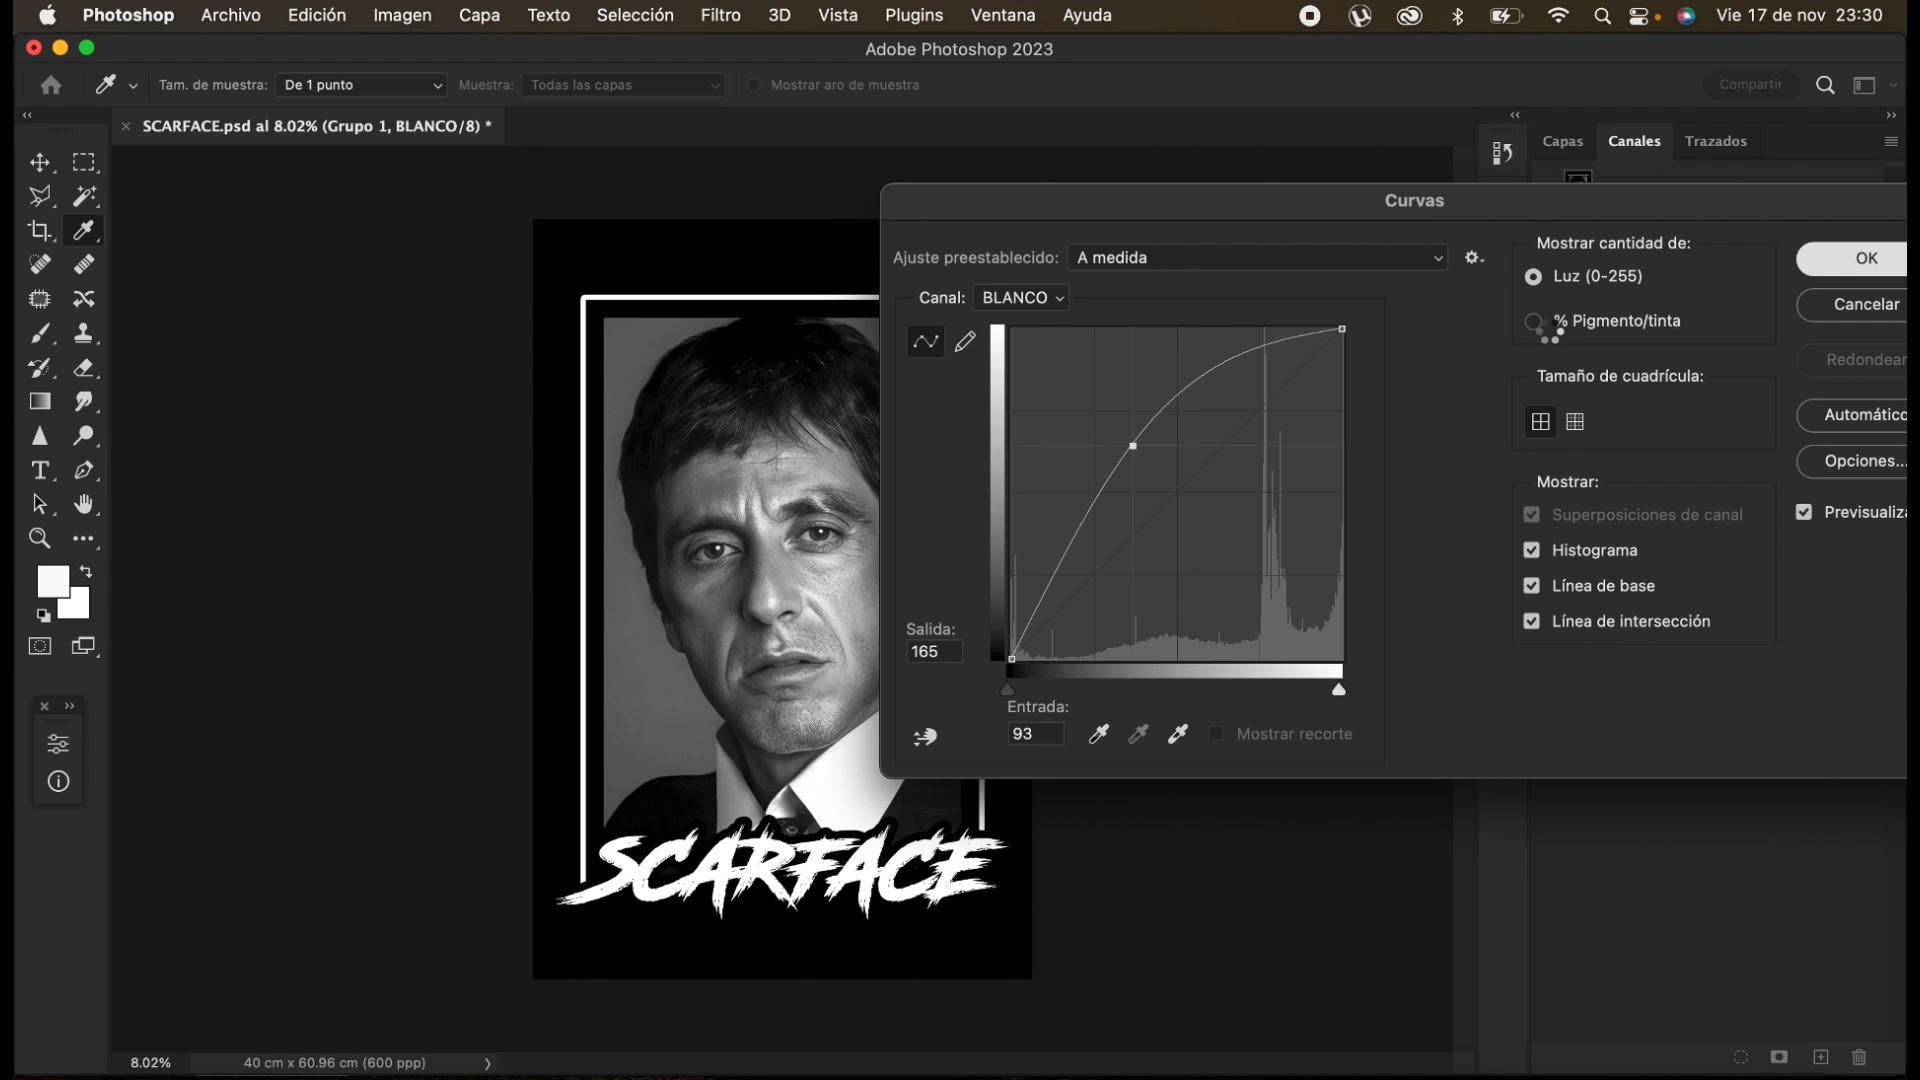 Photoshop Archivo Edición Imagen Capa Texto Selección Filtro 3D Vista Plugins Ventana Ayuda Vie 17 de nov 23:30
Adobe Photoshop 2023
Tam. de muestra: De 1 punto Muestra: Todas las capas Mostrar aro de muestra Compartir
SCARFACE.psd al 8.02% (Grupo 1, BLANCO/8) *
Capas Canales Trazados
Curvas
Ajuste preestablecido: A medida
Canal: BLANCO
Salida:
165
Entrada:
93
Mostrar recorte
Mostrar cantidad de:
Luz (0-255)
% Pigmento/tinta
Tamaño de cuadrícula:
Mostrar:
Superposiciones de canal
Histograma
Línea de base
Línea de intersección
OK
Cancelar
Redondear
Automático
Opciones...
Previsualiza
SCARFACE
8.02% 40 cm x 60.96 cm (600 ppp)